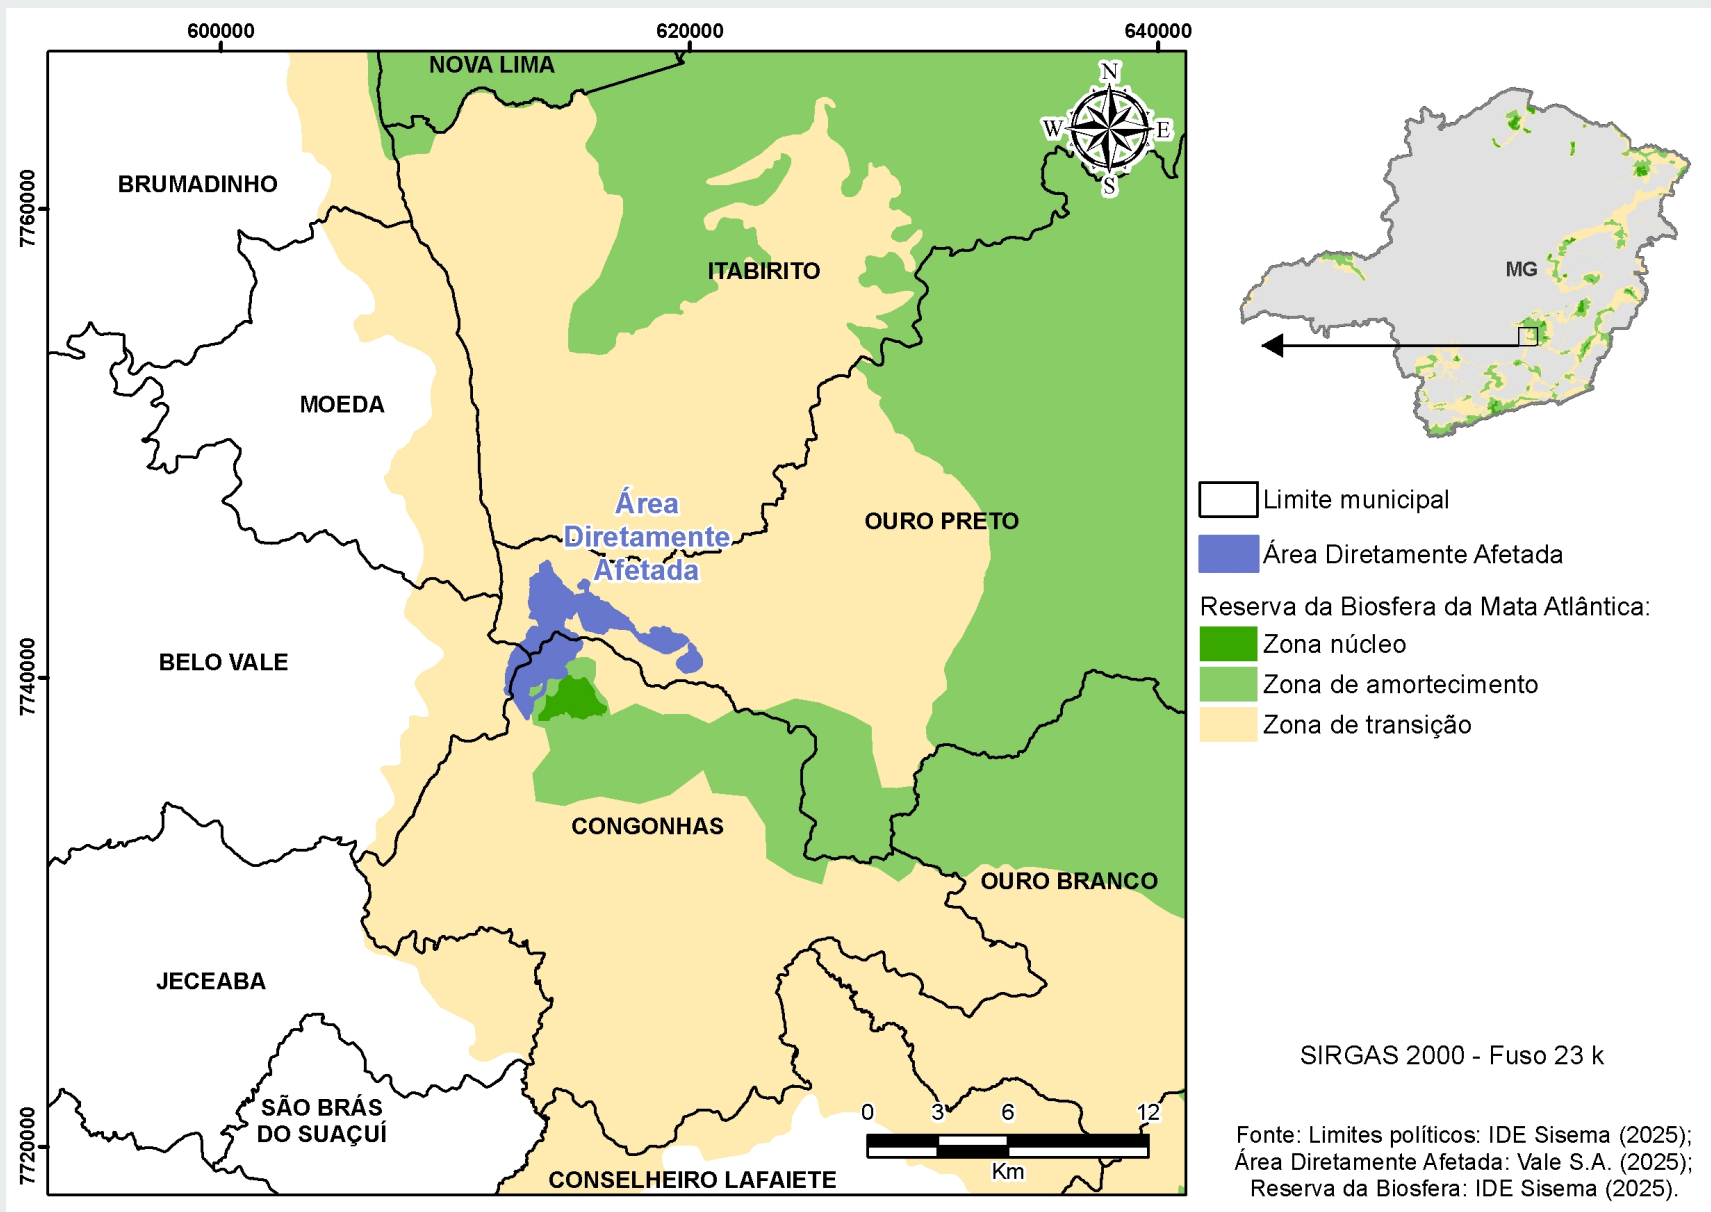 600000
620000
640000
7760000
7740000
7720000
NOVA LIMA
N
W
E
S
BRUMADINHO
ITABIRITO
MOEDA
Área
Diretamente
Afetada
OURO PRETO
BELO VALE
CONGONHAS
OURO BRANCO
JECEABA
SÃO BRÁS
DO SUAÇUÍ
CONSELHEIRO LAFAIETE
0
3
6
12
Km
MG
Limite municipal
Área Diretamente Afetada
Reserva da Biosfera da Mata Atlântica:
Zona núcleo
Zona de amortecimento
Zona de transição
SIRGAS 2000 - Fuso 23 k
Fonte: Limites políticos: IDE Sisema (2025);
Área Diretamente Afetada: Vale S.A. (2025);
Reserva da Biosfera: IDE Sisema (2025).